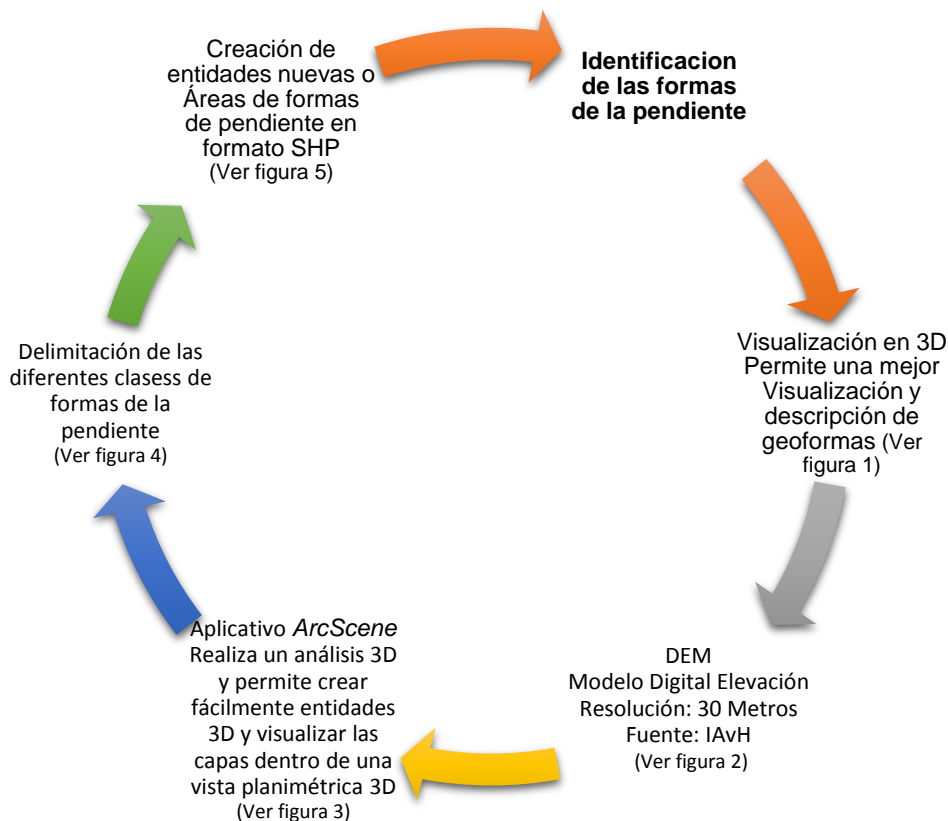 Creación de
entidades nuevas o
Áreas de formas
de pendiente en
formato SHP
(Ver figura 5)
Identificacion
de las formas
de la pendiente
Visualización en 3D
Permite una mejor
Visualización y
descripción de
geoformas (Ver
figura 1)
DEM
Modelo Digital Elevación
Resolución: 30 Metros
Fuente: IAvH
(Ver figura 2)
Aplicativo ArcScene
Realiza un análisis 3D
y permite crear
fácilmente entidades
3D y visualizar las
capas dentro de una
vista planimétrica 3D
(Ver figura 3)
Delimitación de las
diferentes clasess de
formas de la
pendiente
(Ver figura 4)